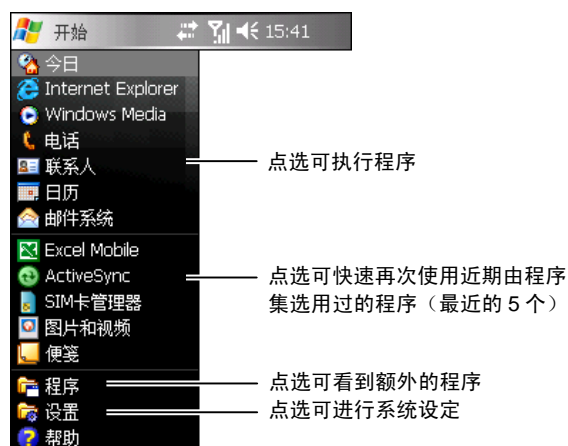 开始 15:41
今日
Internet Explorer
Windows Media
电话
联系人
点选可执行程序
日历
邮件系统
Excel Mobile
ActiveSync
点选可快速再次使用近期由程序
SIM卡管理器
集选用过的程序（最近的 5 个）
图片和视频
便笺
程序
点选可看到额外的程序
设置
点选可进行系统设定
帮助